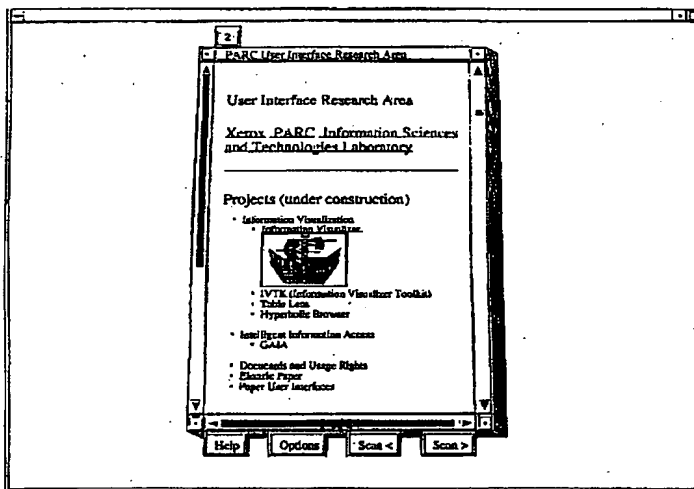 2
PARC User Interface Research Area
User Interface Research Area
Xerox PARC Information Sciences
and Technologies Laboratory
Projects (under construction)
• Information Visualization
• Information Visualizer
• IVTK (Information Visualizer Toolkit)
• Table Lens
• Hyperbolic Browser
• Intelligent Information Access
• GAIA
• Documents and Usage Rights
• Electric Paper
• Paper User Interfaces
Help Options Scan < Scan >